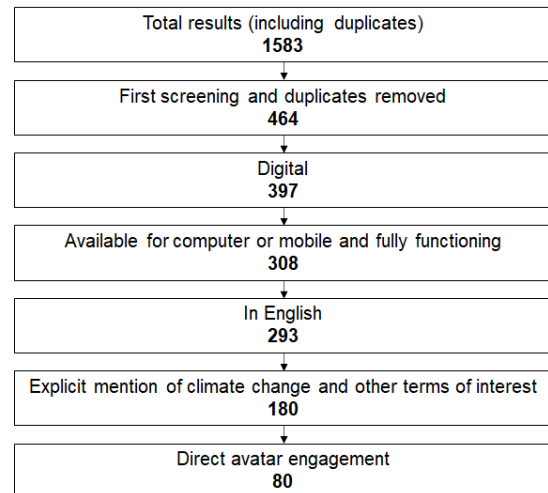 Total results (including duplicates)
1583
First screening and duplicates removed
464
Digital
397
Available for computer or mobile and fully functioning
308
In English
293
Explicit mention of climate change and other terms of interest
180
Direct avatar engagement
80